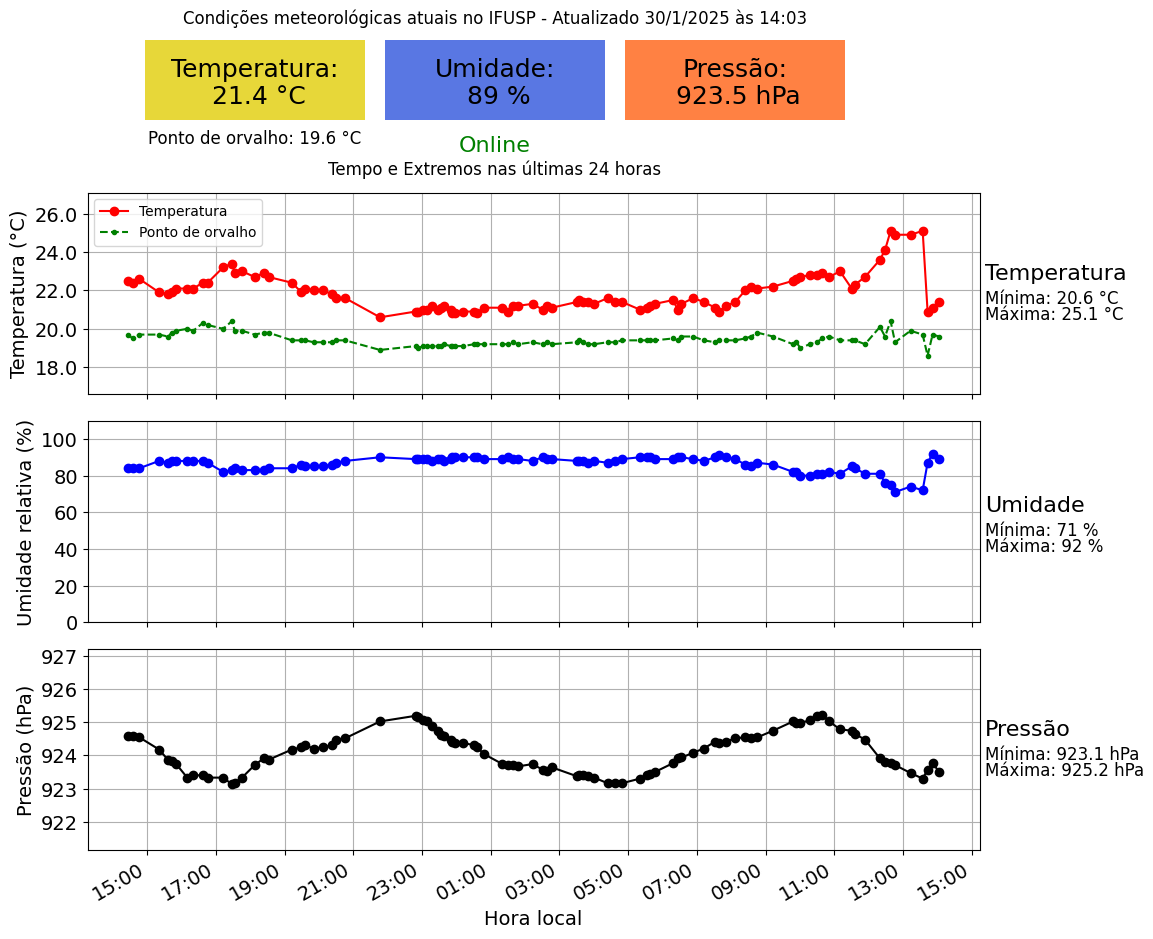 Condições meteorológicas atuais no IFUSP - Atualizado 30/1/2025 às 14:03
Temperatura:
21.4 °C
Umidade:
89 %
Pressão:
923.5 hPa
Ponto de orvalho: 19.6 °C
Online
Tempo e Extremos nas últimas 24 horas
Temperatura (°C)
26.0
24.0
22.0
20.0
18.0
Temperatura
Ponto de orvalho
Temperatura
Mínima: 20.6 °C
Máxima: 25.1 °C
Umidade relativa (%)
100
80
60
40
20
0
Umidade
Mínima: 71 %
Máxima: 92 %
Pressão (hPa)
927
926
925
924
923
922
Pressão
Mínima: 923.1 hPa
Máxima: 925.2 hPa
15:00 17:00 19:00 21:00 23:00 01:00 03:00 05:00 07:00 09:00 11:00 13:00 15:00
Hora local